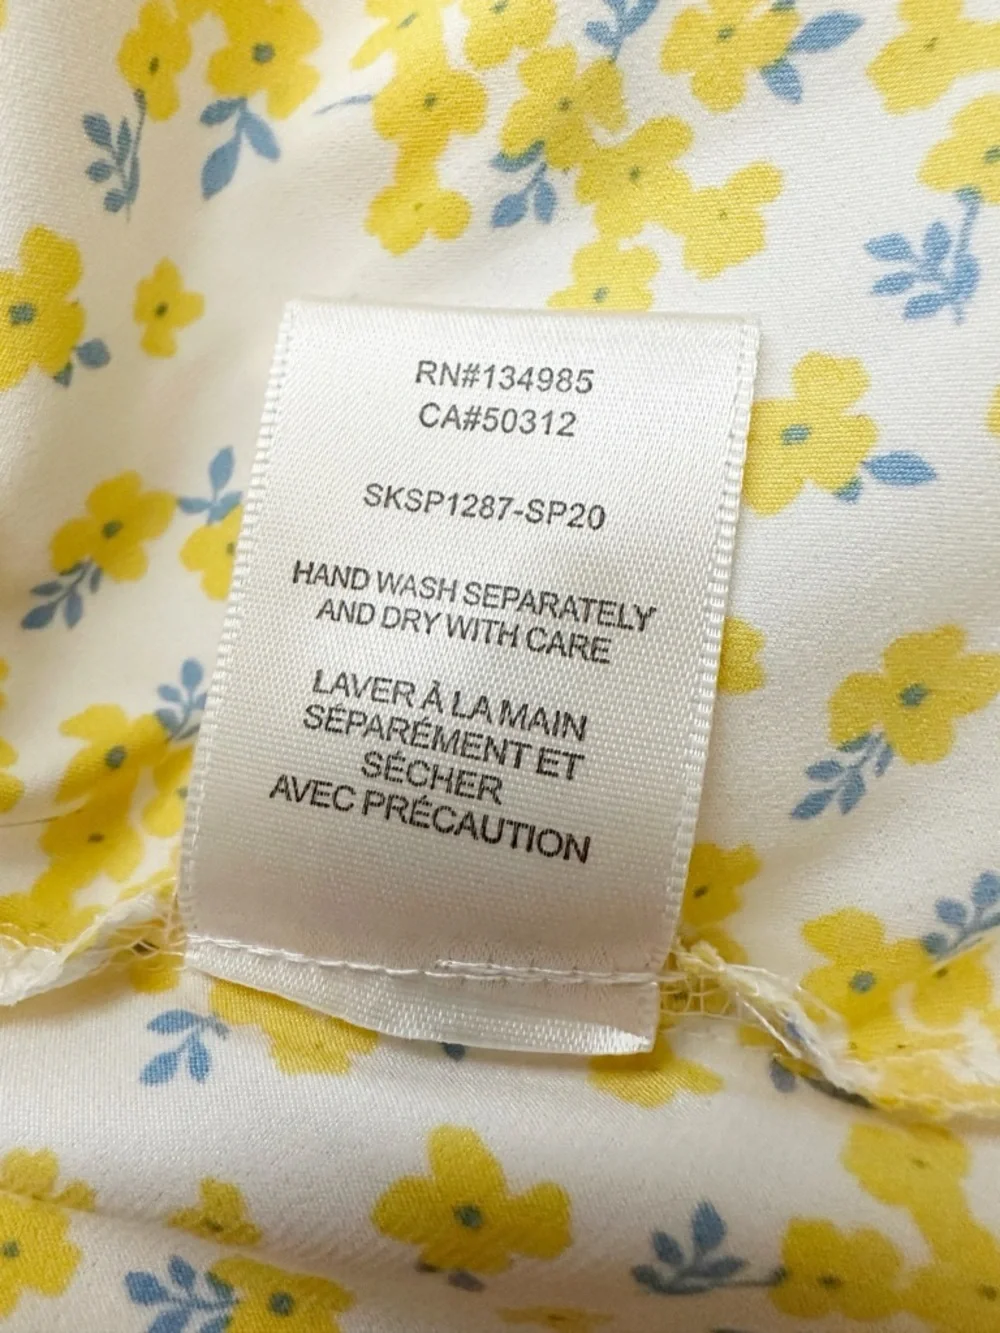 RN#134985
CA#50312
SKSP1287-SP20
HAND WASH SEPARATELY
AND DRY WITH CARE
LAVER À LA MAIN
SÉPARÉMENT ET
SÉCHER
AVEC PRÉCAUTION